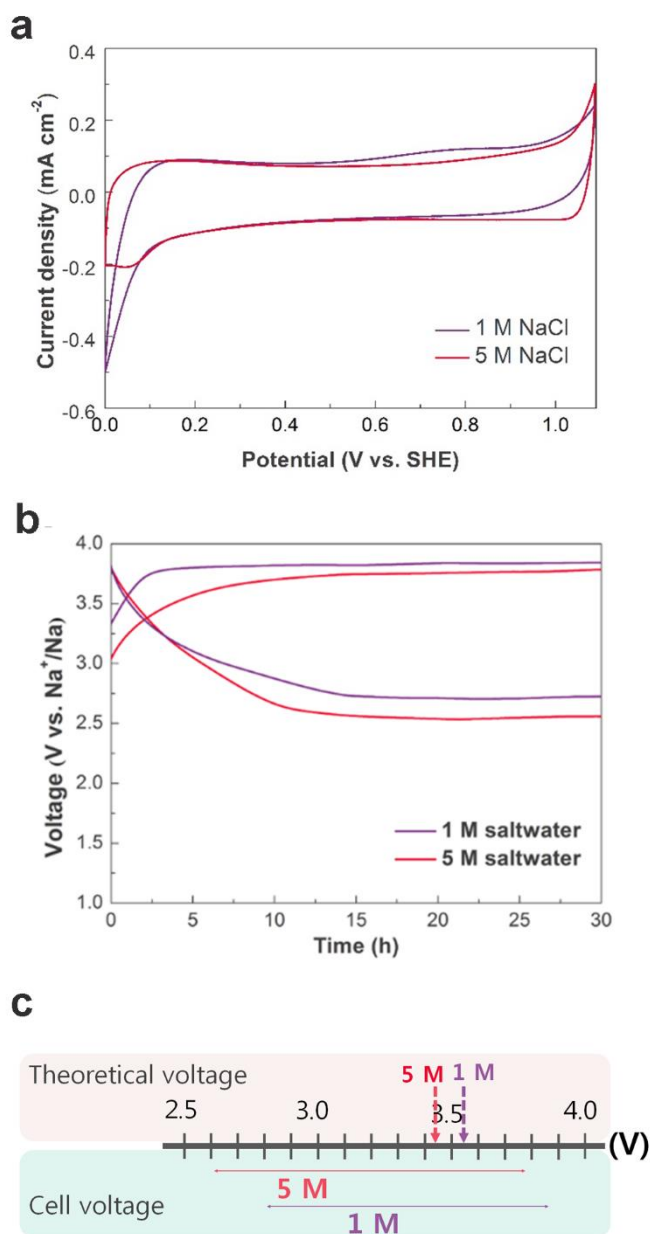 a
0.4
0.2
0.0
-0.2
-0.4
-0.6
Current density (mA cm⁻²)
1 M NaCl
5 M NaCl
0.0 0.2 0.4 0.6 0.8 1.0
Potential (V vs. SHE)
b
4.0
3.5
3.0
2.5
2.0
1.5
1.0
Voltage (V vs. Na⁺/Na)
1 M saltwater
5 M saltwater
0 5 10 15 20 25 30
Time (h)
c
Theoretical voltage
5 M 1 M
2.5 3.0 3.5 4.0
(V)
5 M
Cell voltage
1 M